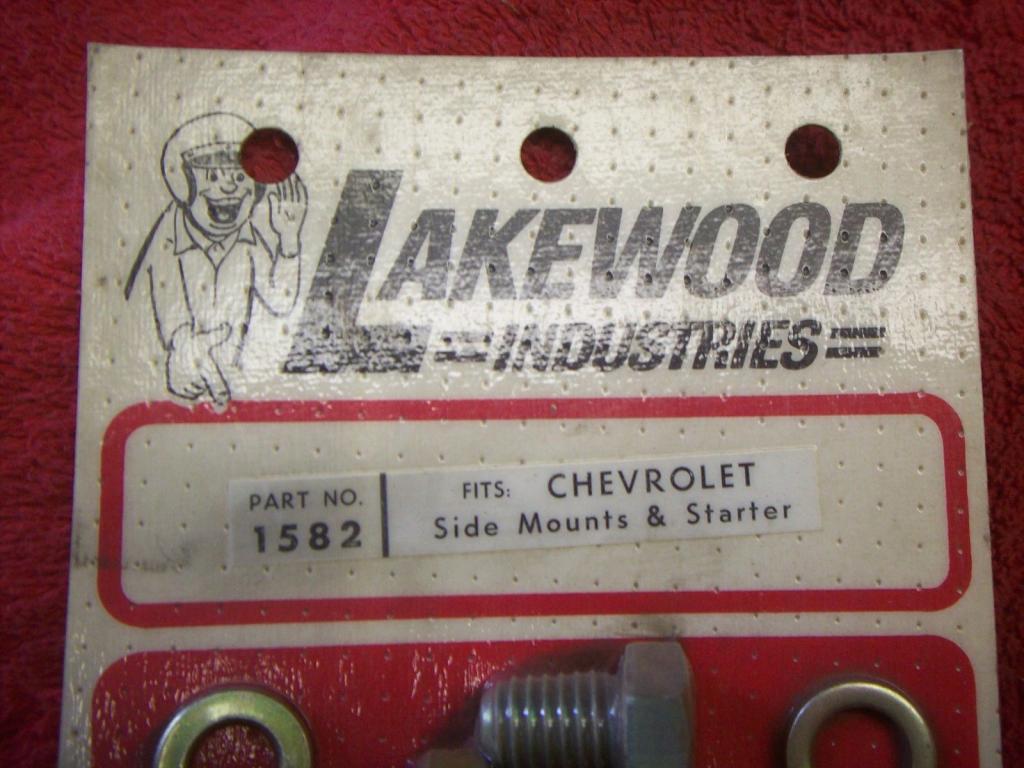 LAKEWOOD
INDUSTRIES
PART NO.
1582
FITS: CHEVROLET
Side Mounts & Starter